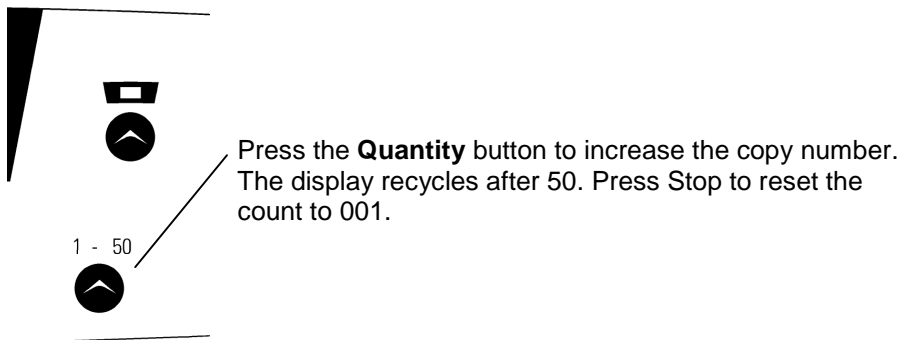 Press the Quantity button to increase the copy number.
The display recycles after 50. Press Stop to reset the
count to 001.
1 - 50